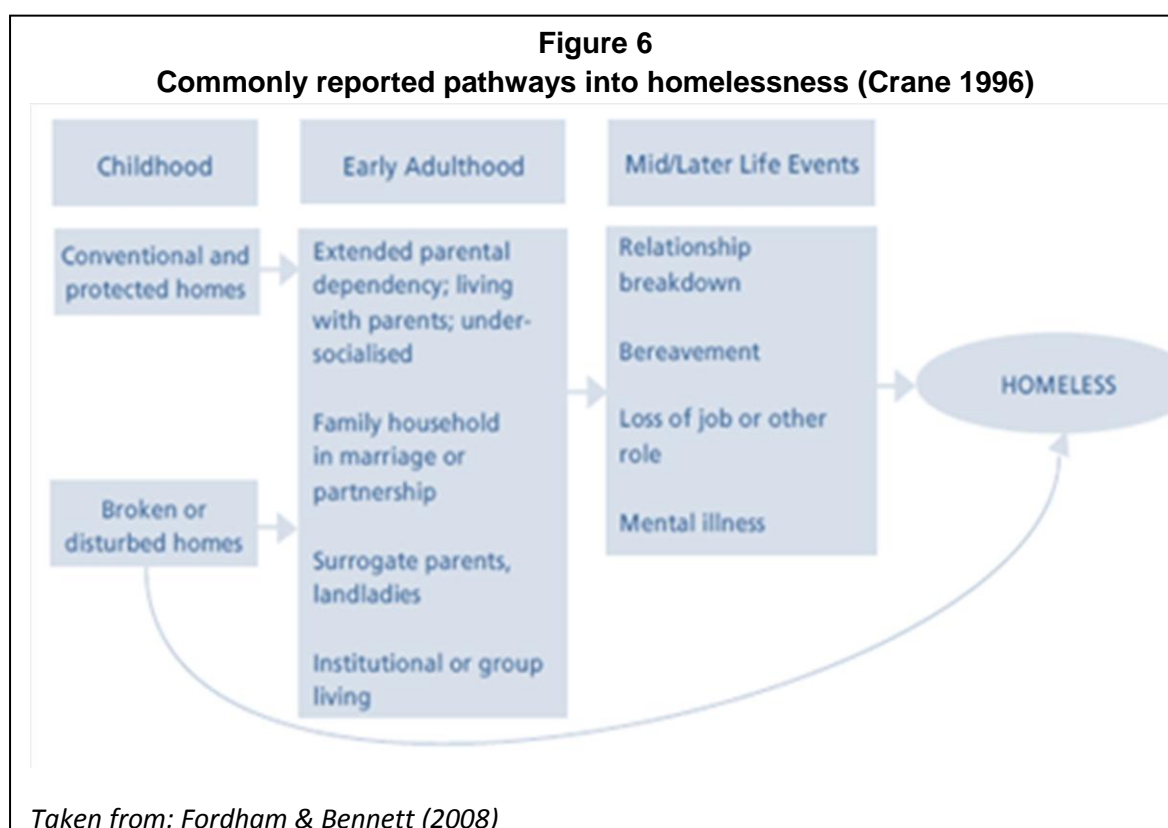 Figure 6
Commonly reported pathways into homelessness (Crane 1996)
Childhood
Early Adulthood
Mid/Later Life Events
Conventional and
protected homes
Broken or
disturbed homes
Extended parental
dependency; living
with parents; under-
socialised
Family household
in marriage or
partnership
Surrogate parents,
landladies
Institutional or group
living
Relationship
breakdown
Bereavement
Loss of job or other
role
Mental illness
HOMELESS
Taken from: Fordham & Bennett (2008)